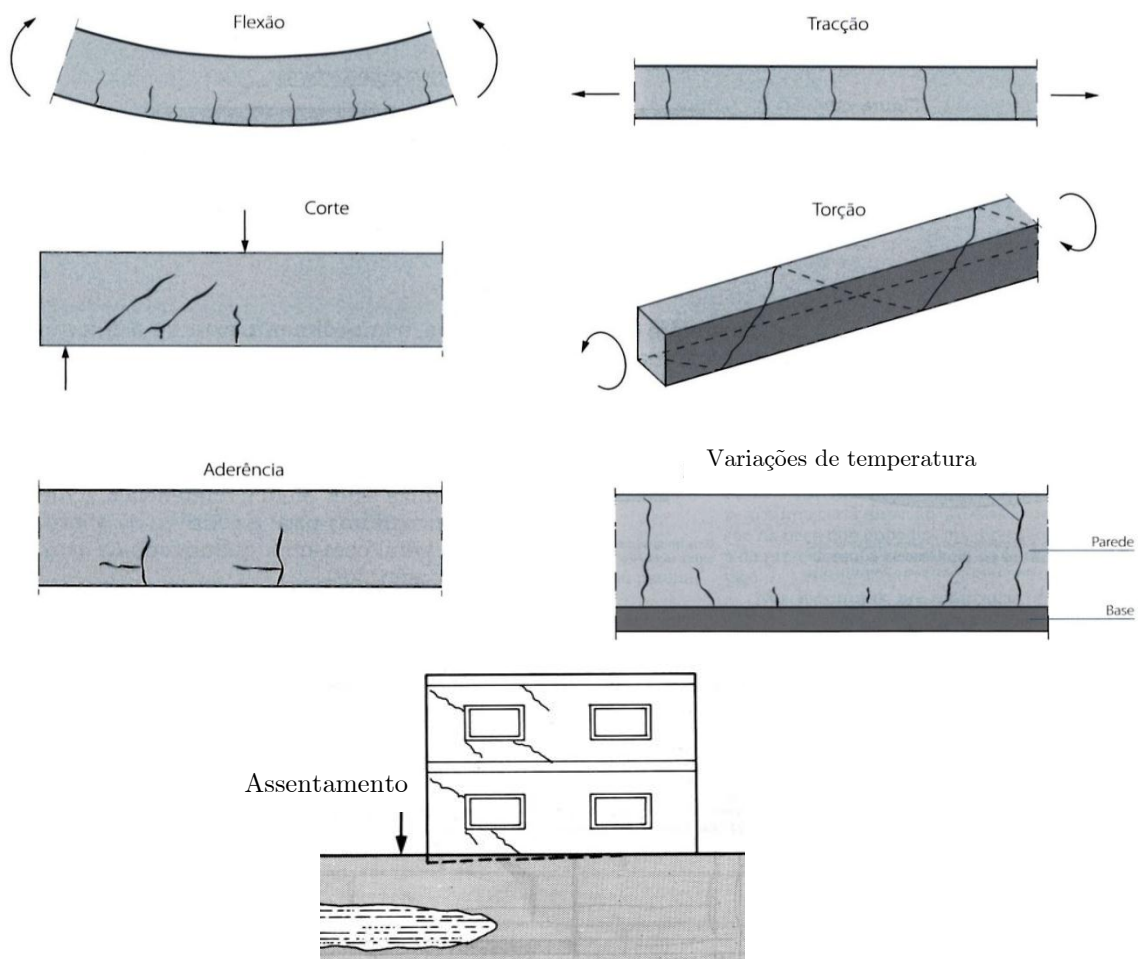 Flexão
Tracção
Corte
Torção
Aderência
Variações de temperatura
Parede
Base
Assentamento